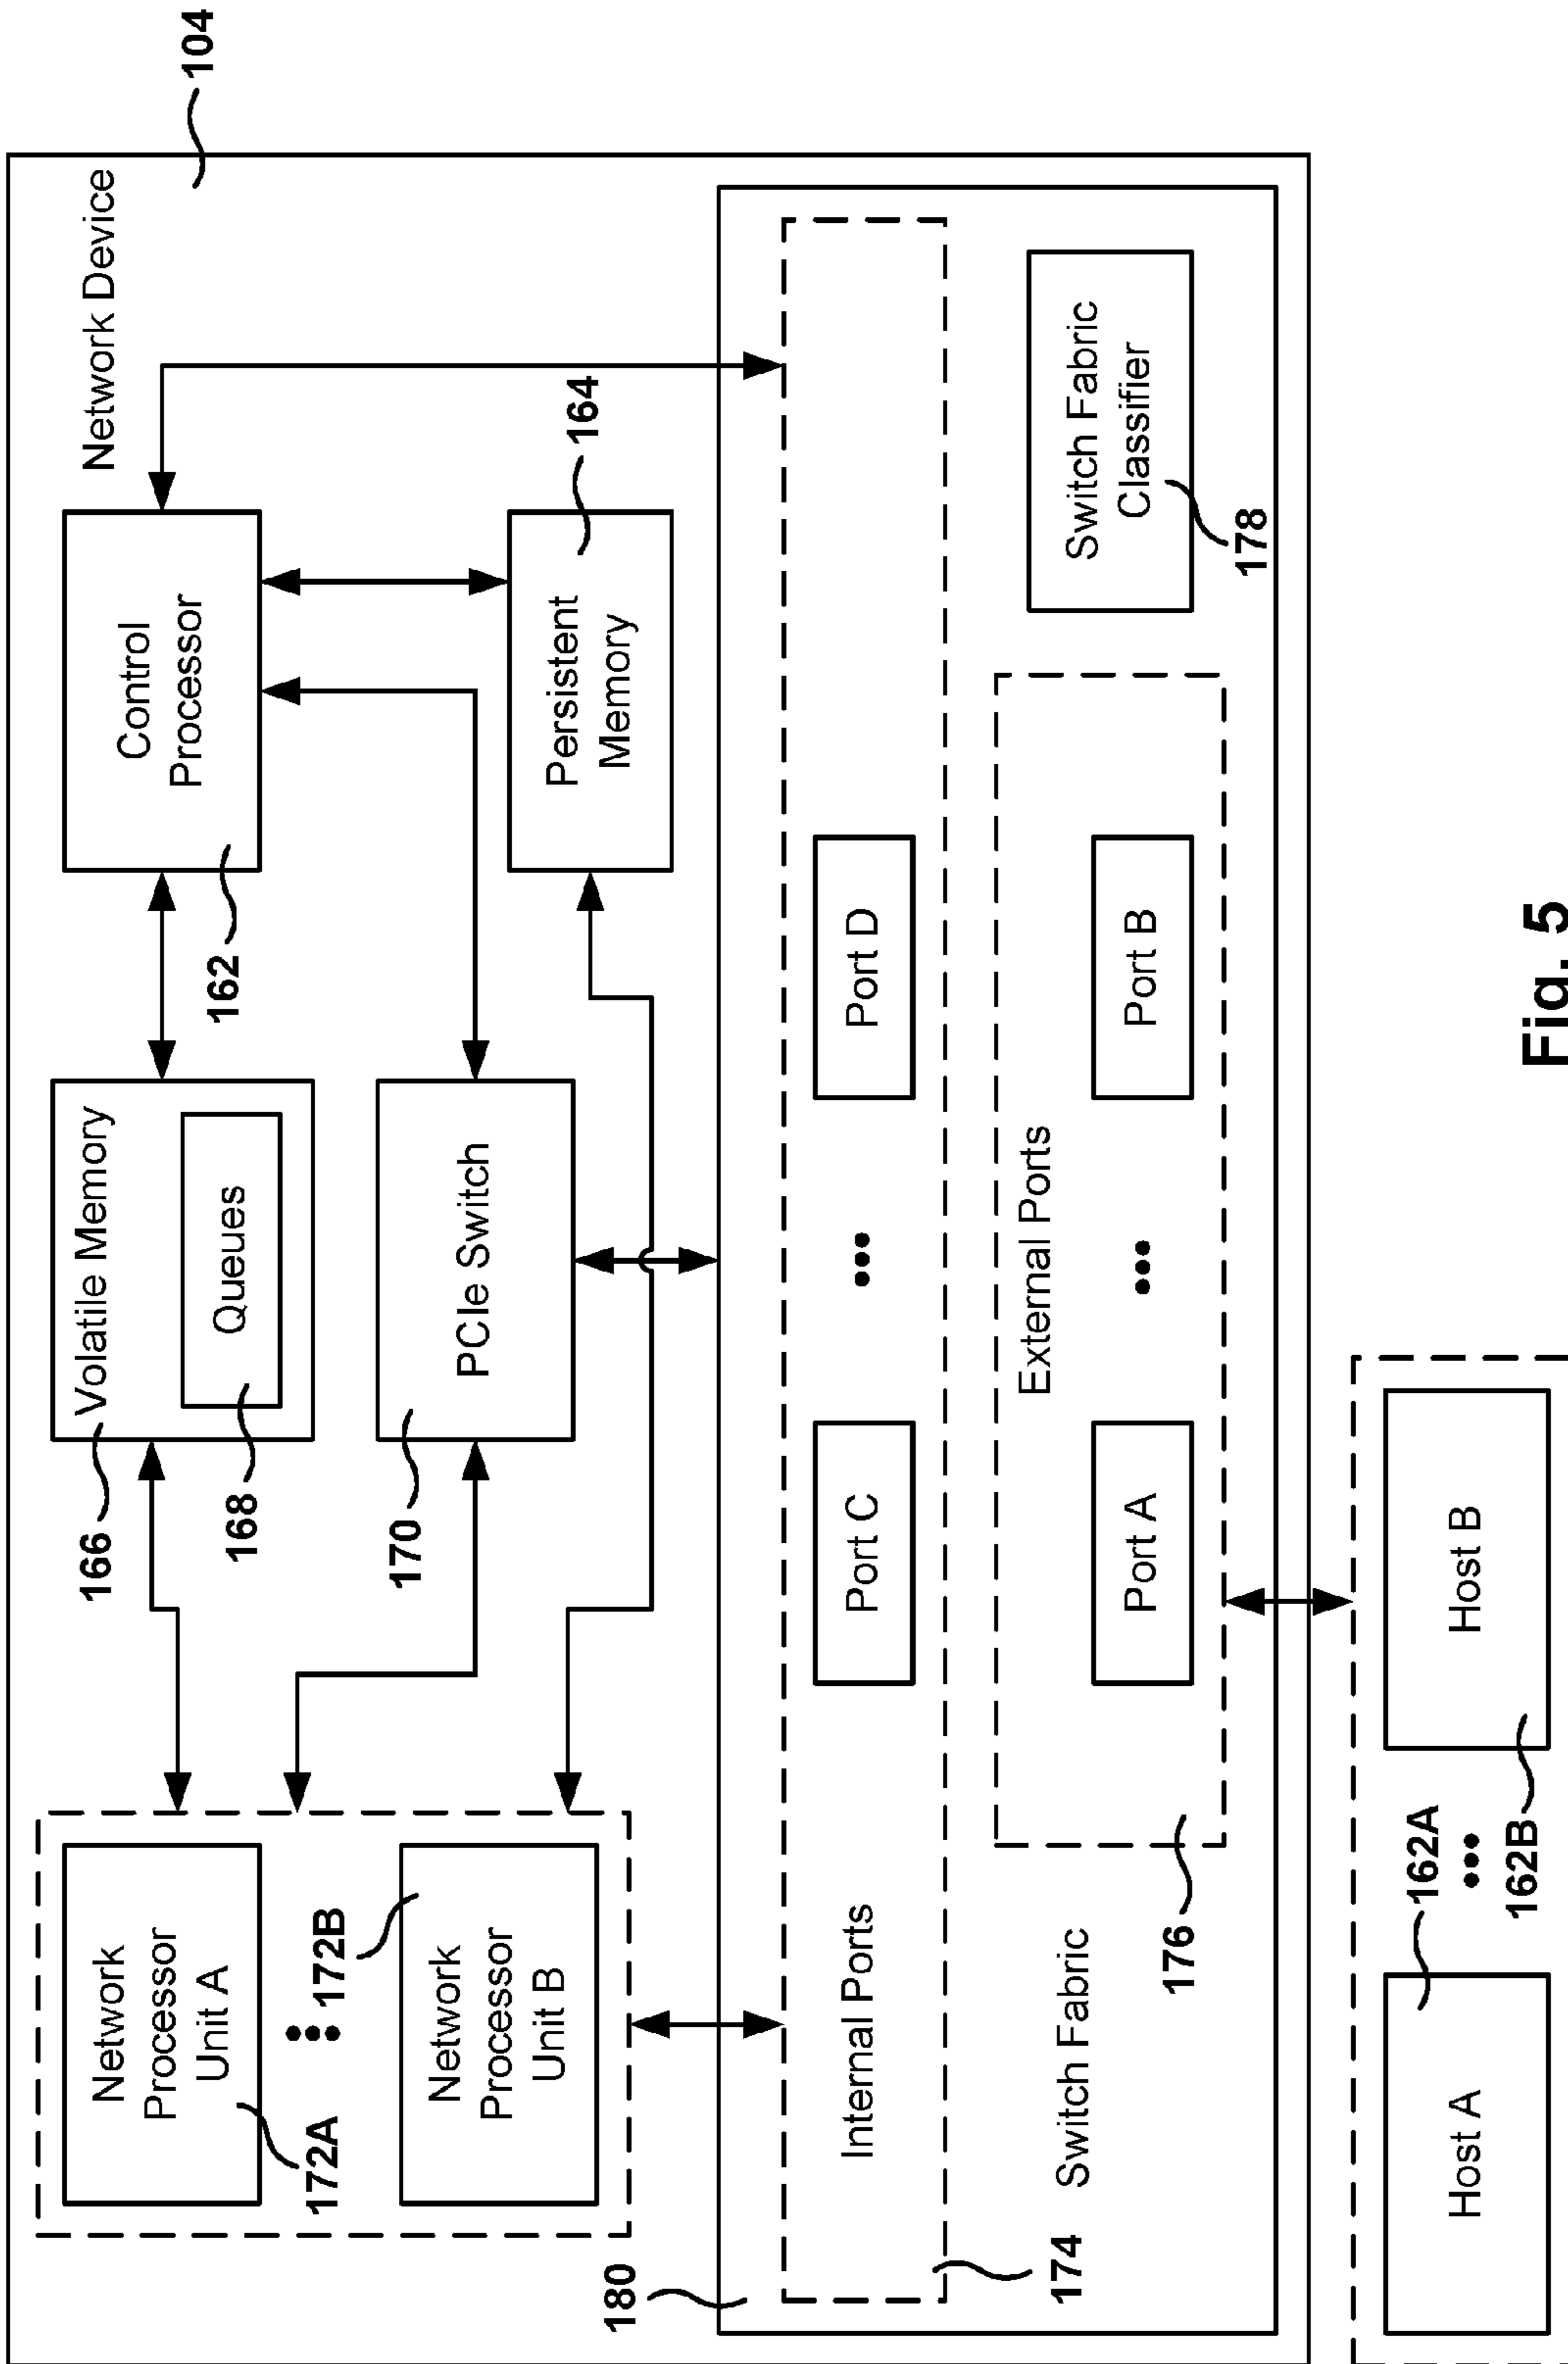 Network Device
104
Network
Processor
Unit A
172A
172B
Network
Processor
Unit B
Volatile Memory
Queues
166
168
PCIe Switch
170
Control
Processor
162
Persistent
Memory
164
180
Internal Ports
Port C
•••
Port D
174
Switch Fabric
External Ports
Port A
•••
Port B
176
Switch Fabric
Classifier
178
Host A
162A
•••
162B
Host B
Fig. 5